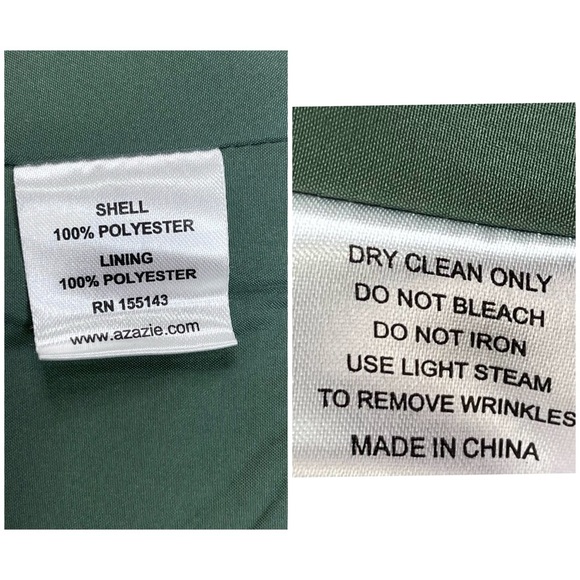 SHELL
100% POLYESTER
LINING
100% POLYESTER
RN 155143
www.azazie.com
DRY CLEAN ONLY
DO NOT BLEACH
DO NOT IRON
USE LIGHT STEAM
TO REMOVE WRINKLES
MADE IN CHINA